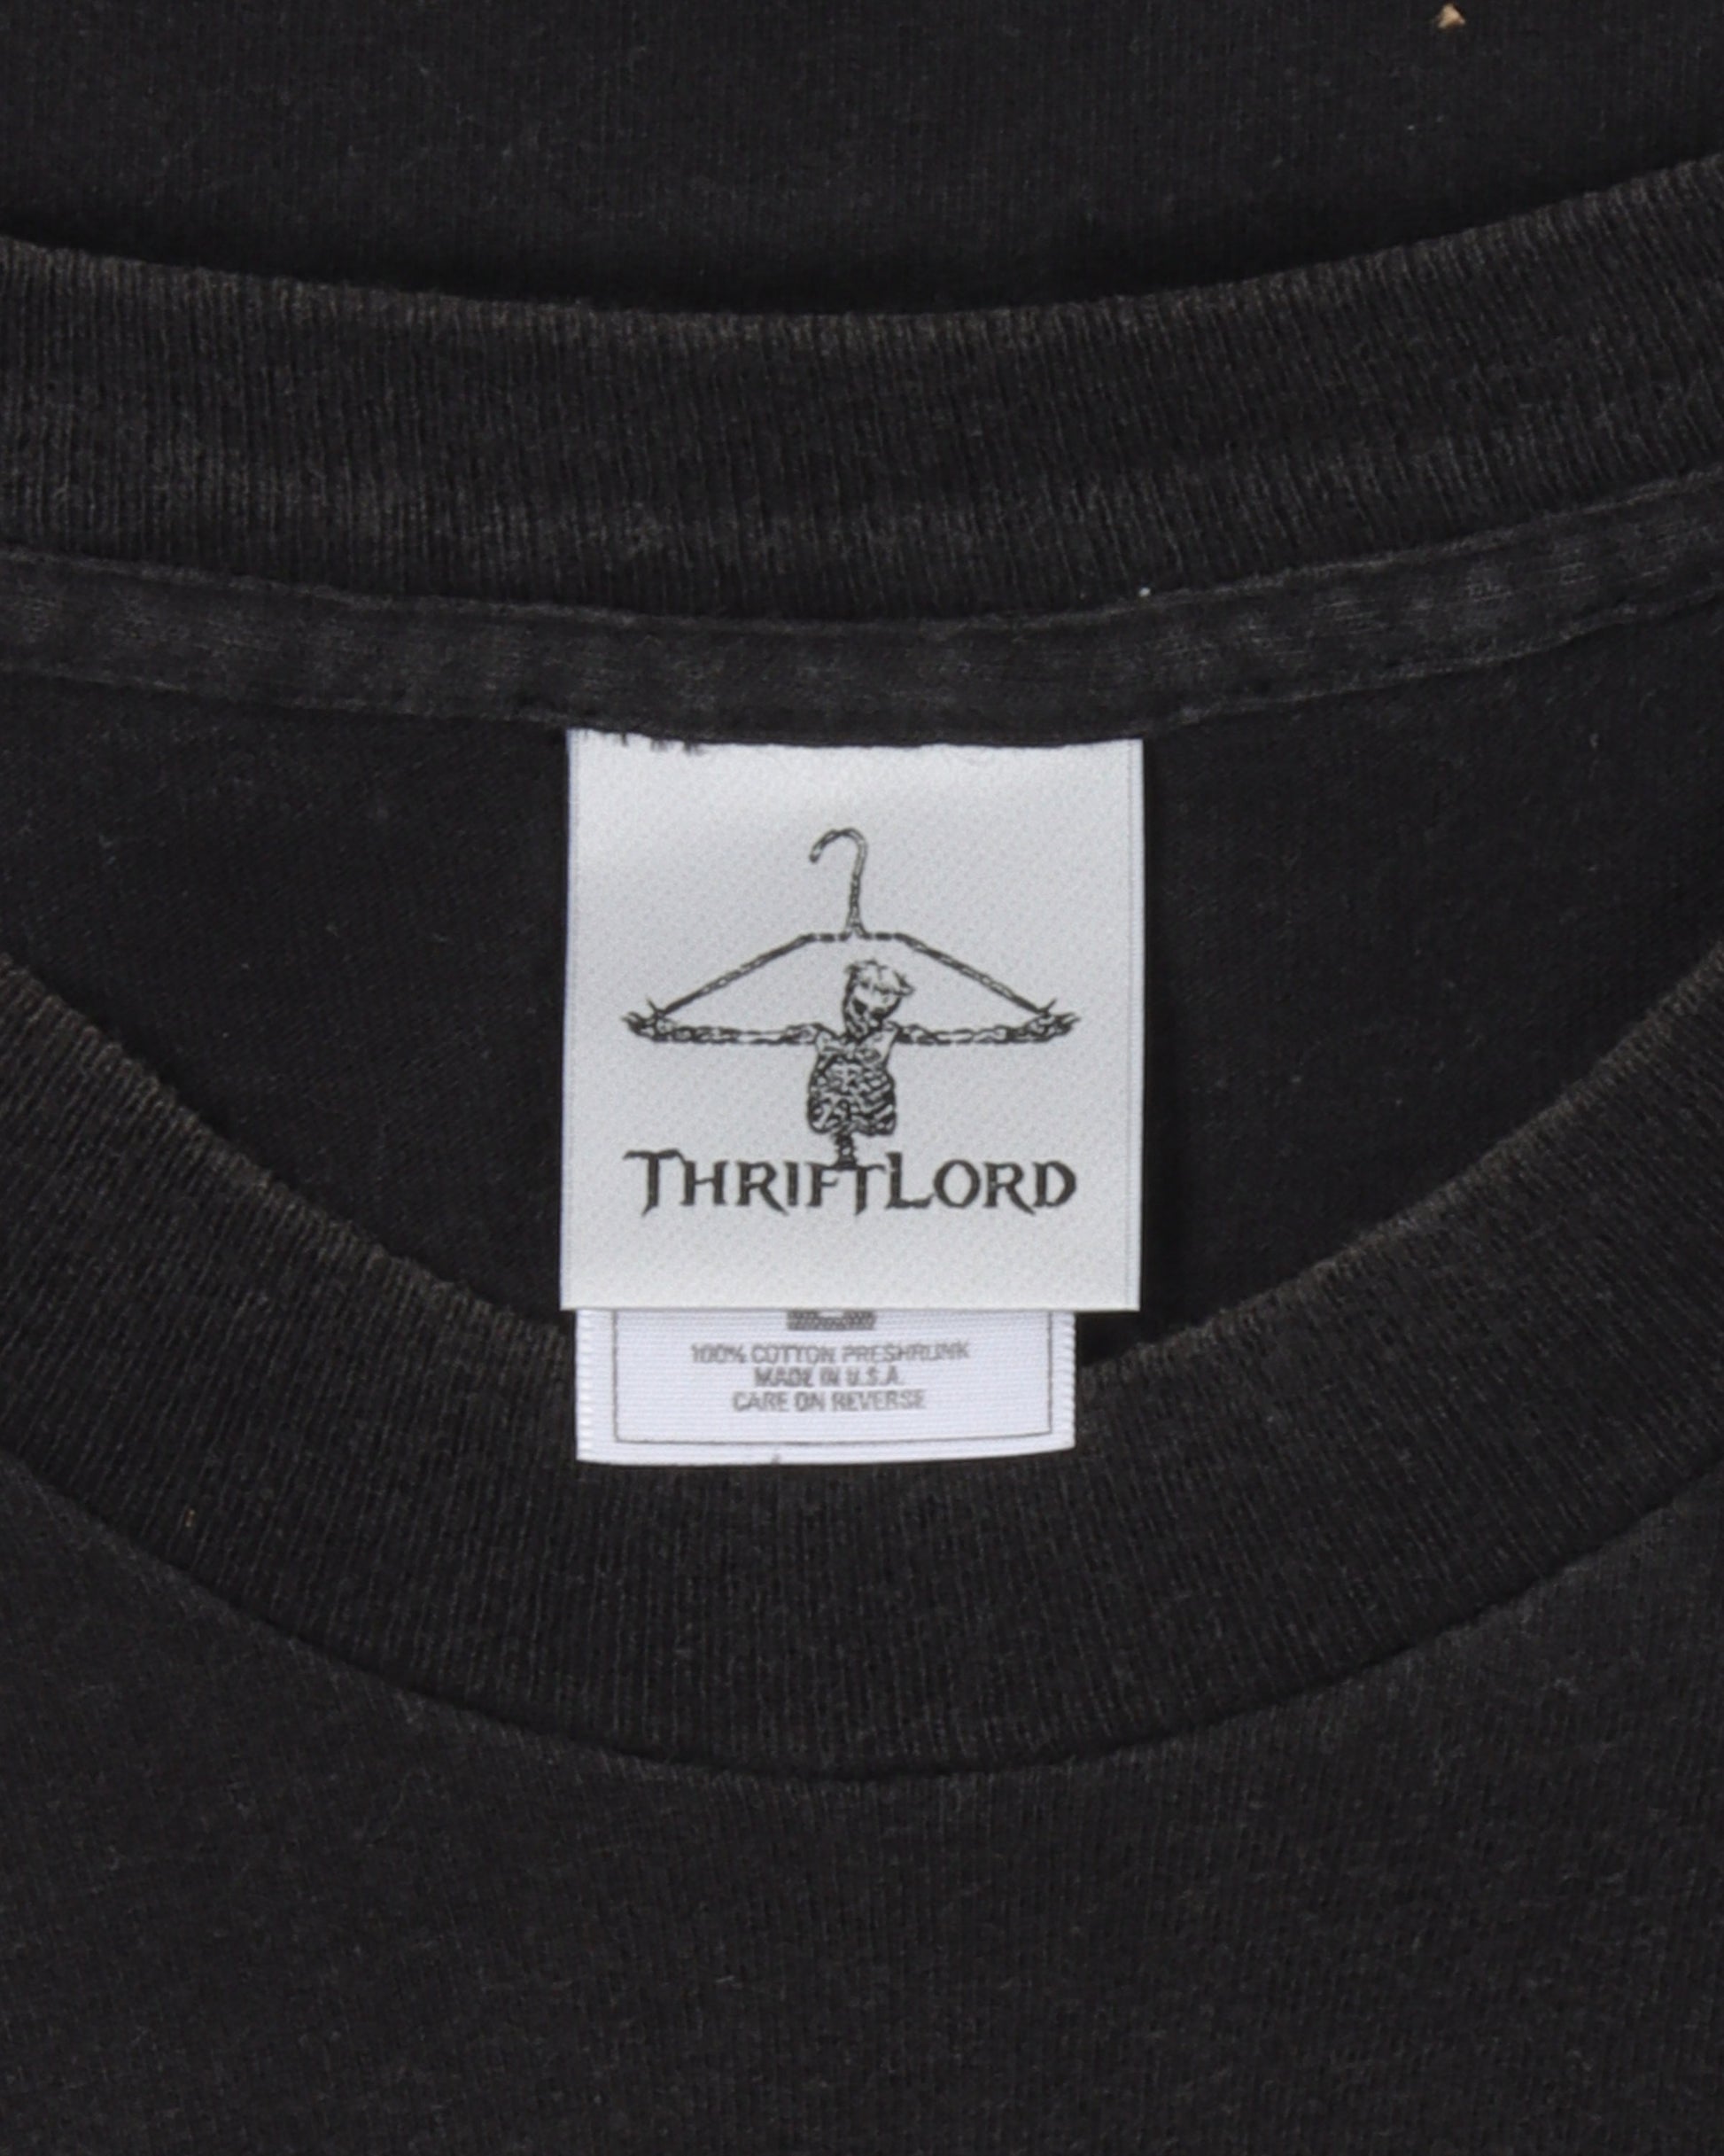 THRIFTLORD
100% COTTON PRESHRUNK
MADE IN U.S.A.
CARE ON REVERSE